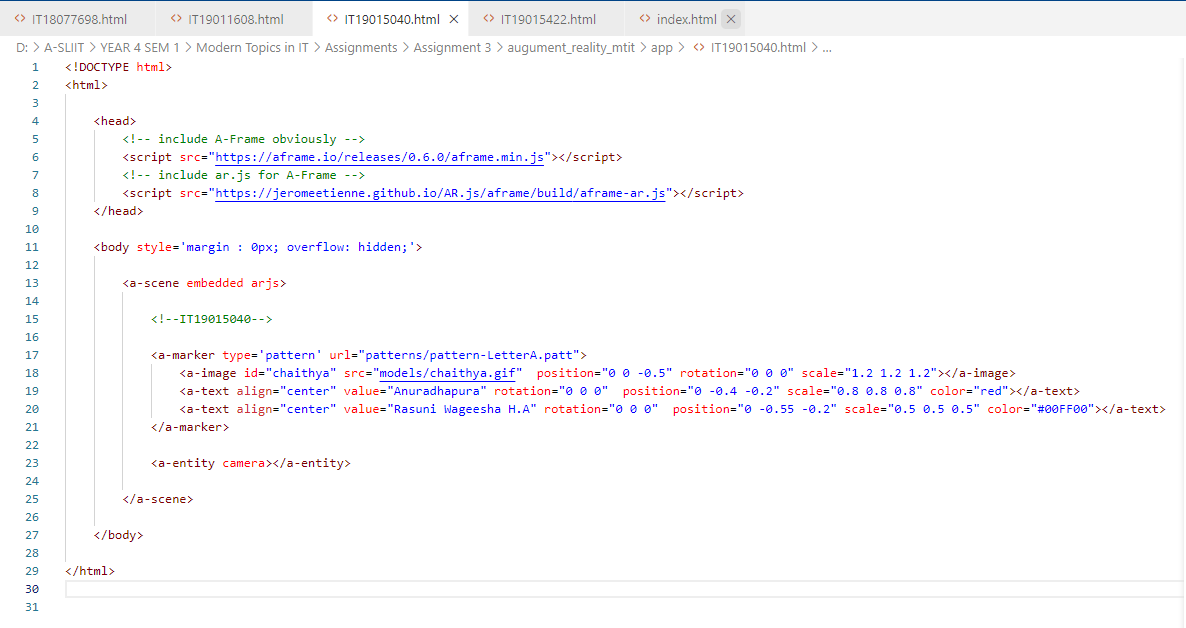 IT18077698.html IT19011608.html IT19015040.html IT19015422.html index.html
D: > A-SLIIT > YEAR 4 SEM 1 > Modern Topics in IT > Assignments > Assignment 3 > augument_reality_mtit > app > <> IT19015040.html > ...
1 <!DOCTYPE html>
2 <html>
3
4 <head>
5 <!-- include A-Frame obviously -->
6 <script src="https://aframe.io/releases/0.6.0/aframe.min.js"></script>
7 <!-- include ar.js for A-Frame -->
8 <script src="https://jeromeetienne.github.io/AR.js/aframe/build/aframe-ar.js"></script>
9 </head>
10
11 <body style='margin : 0px; overflow: hidden;'>
12
13 <a-scene embedded arjs>
14
15 <!--IT19015040-->
16
17 <a-marker type='pattern' url="patterns/pattern-LetterA.patt">
18 <a-image id="chaithya" src="models/chaithya.gif"  position="0 0 -0.5" rotation="0 0 0" scale="1.2 1.2 1.2"></a-image>
19 <a-text align="center" value="Anuradhapura" rotation="0 0 0"  position="0 -0.4 -0.2" scale="0.8 0.8 0.8" color="red"></a-text>
20 <a-text align="center" value="Rasuni Wageesha H.A" rotation="0 0 0"  position="0 -0.55 -0.2" scale="0.5 0.5 0.5" color="#00FF00"></a-text>
21 </a-marker>
22
23 <a-entity camera></a-entity>
24
25 </a-scene>
26
27 </body>
28
29 </html>
30
31